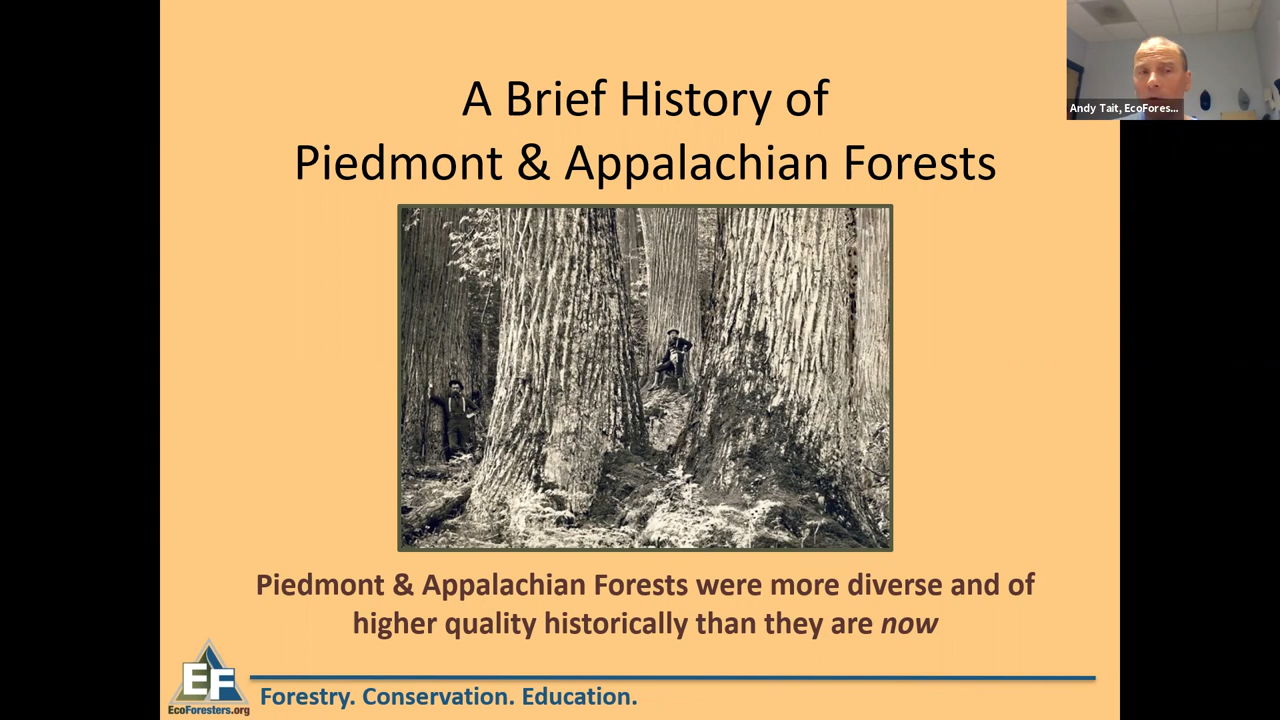 A Brief History of
Piedmont & Appalachian Forests
Andy Tait, EcoFores...
Piedmont & Appalachian Forests were more diverse and of
higher quality historically than they are now
EF
EcoForesters.org
Forestry. Conservation. Education.